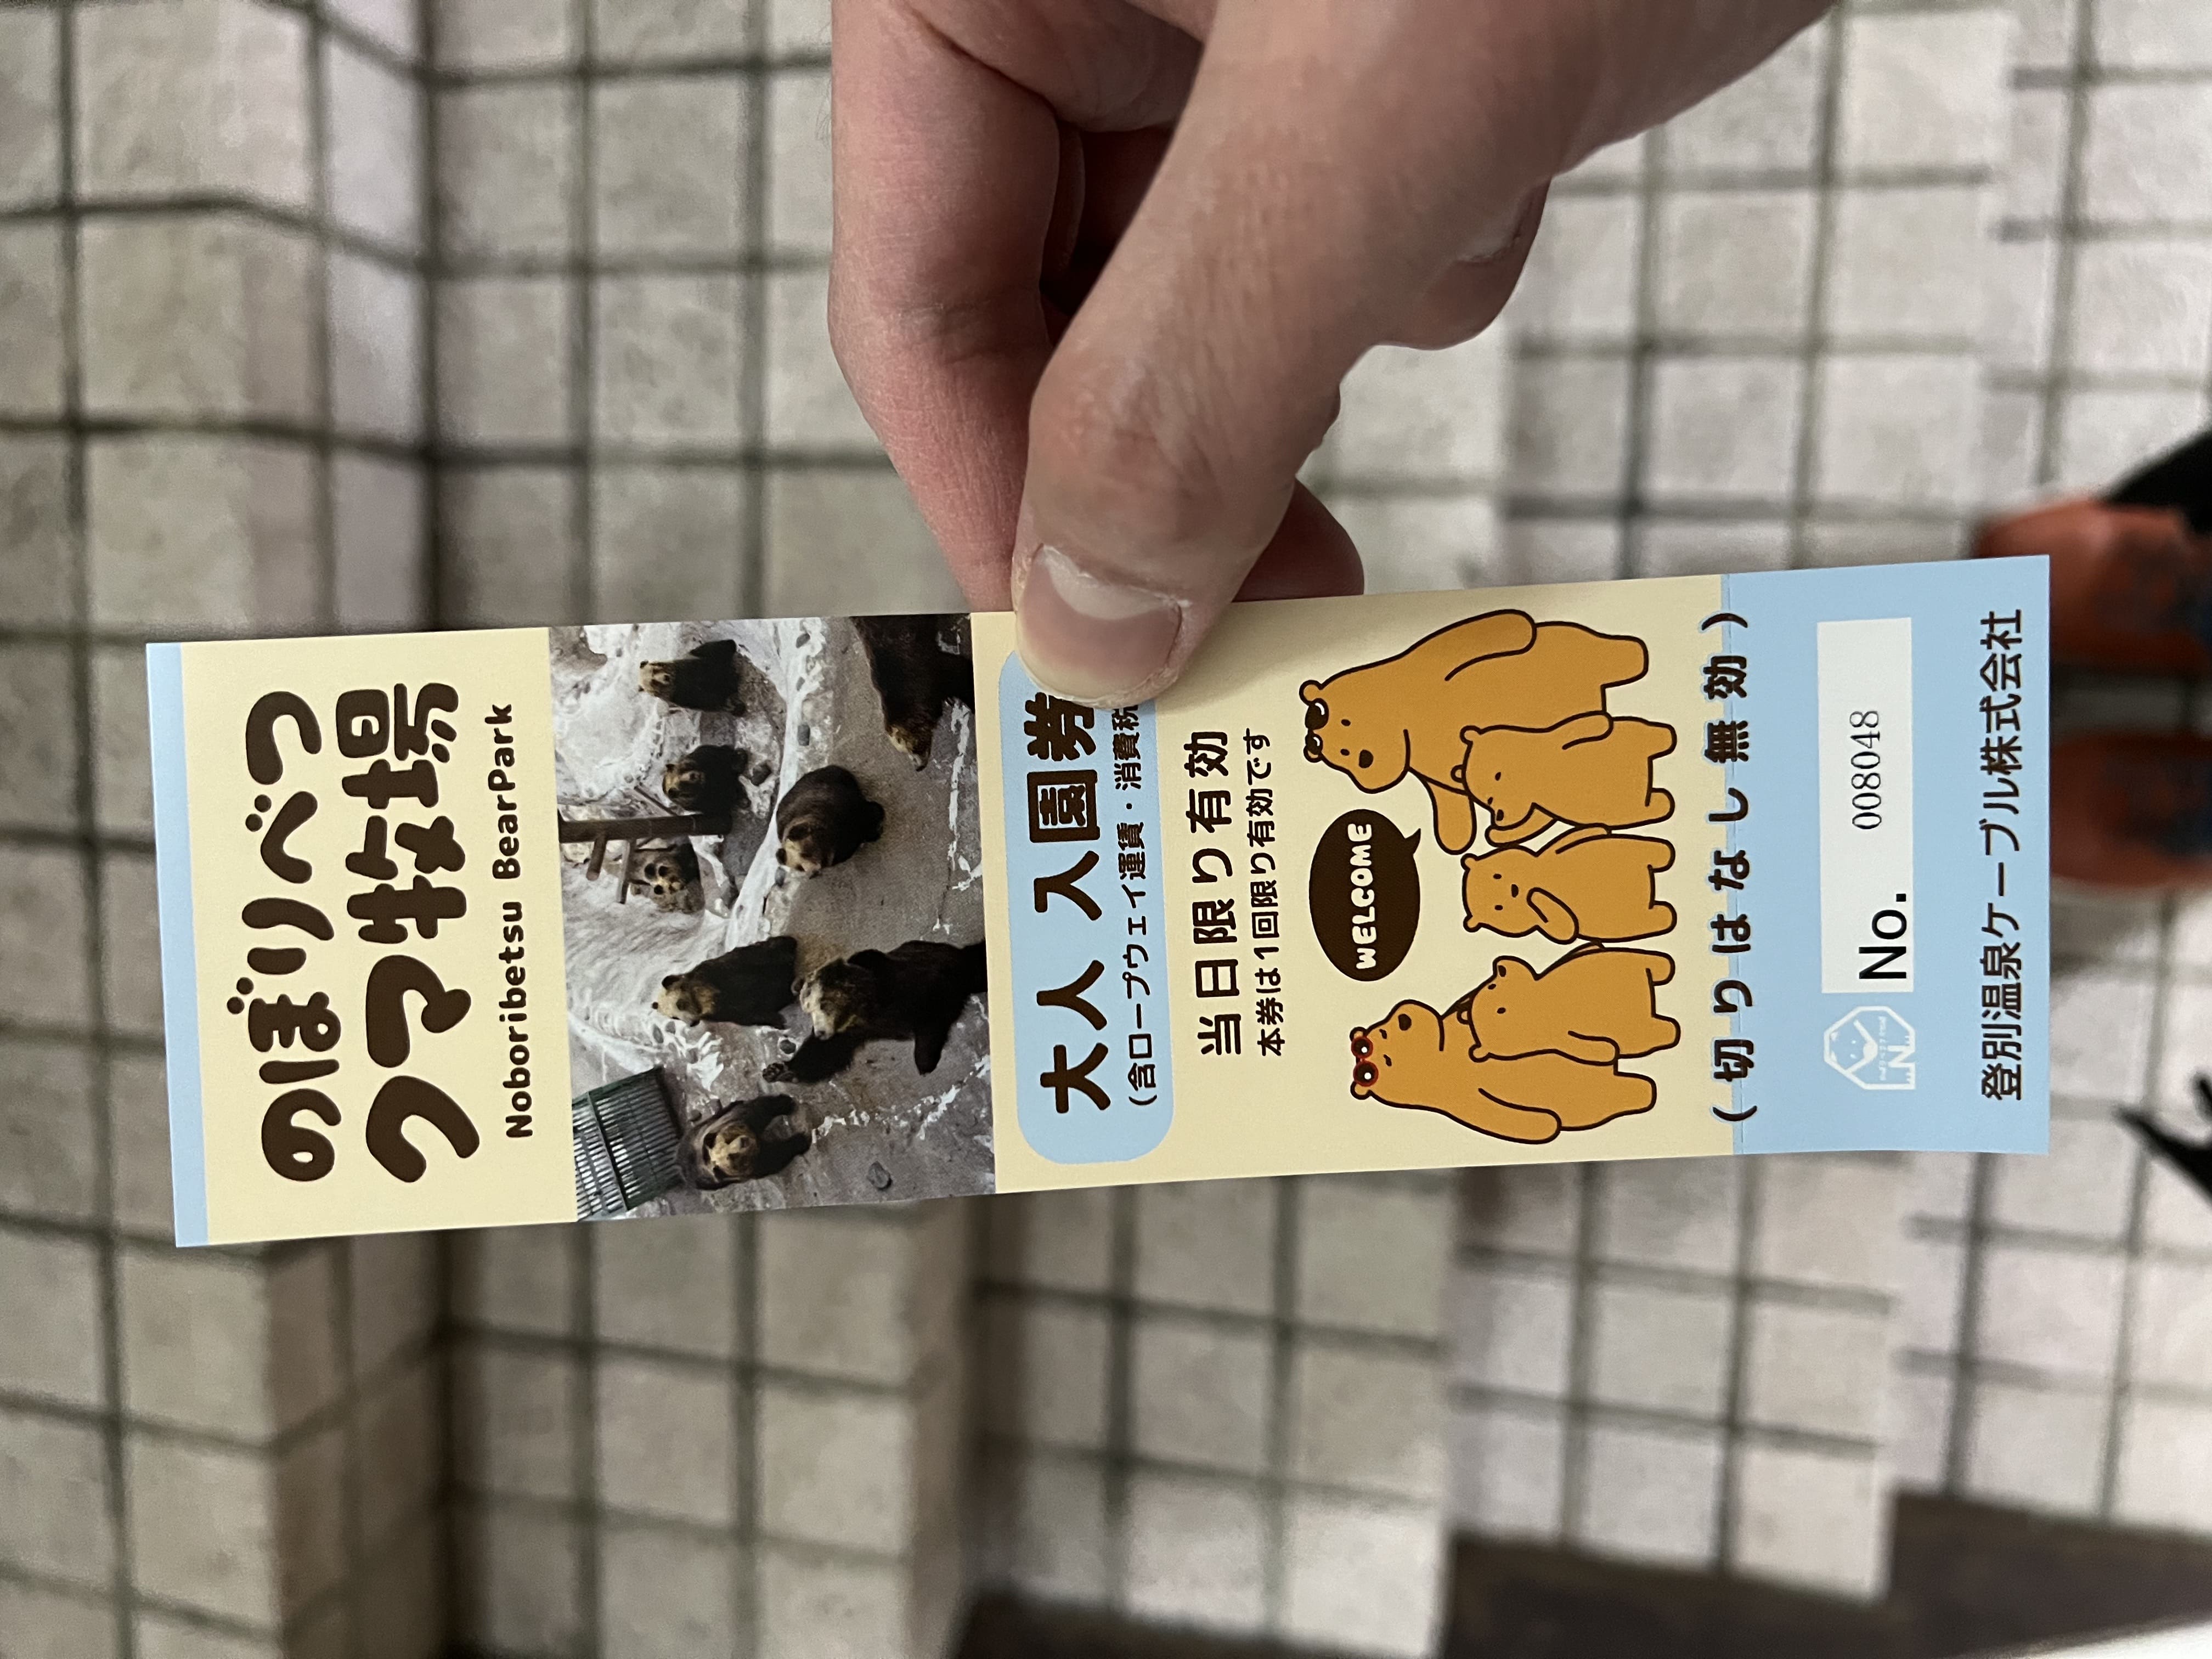 のぼりべつ
クマ牧場
Noboribetsu BearPark
大人 入園券
(含ロープウェイ運賃・消費税
当日限り有効
本券は1回限り有効です
WELCOME
(切りはなし無効)
N
No. 008048
登別温泉ケーブル株式会社